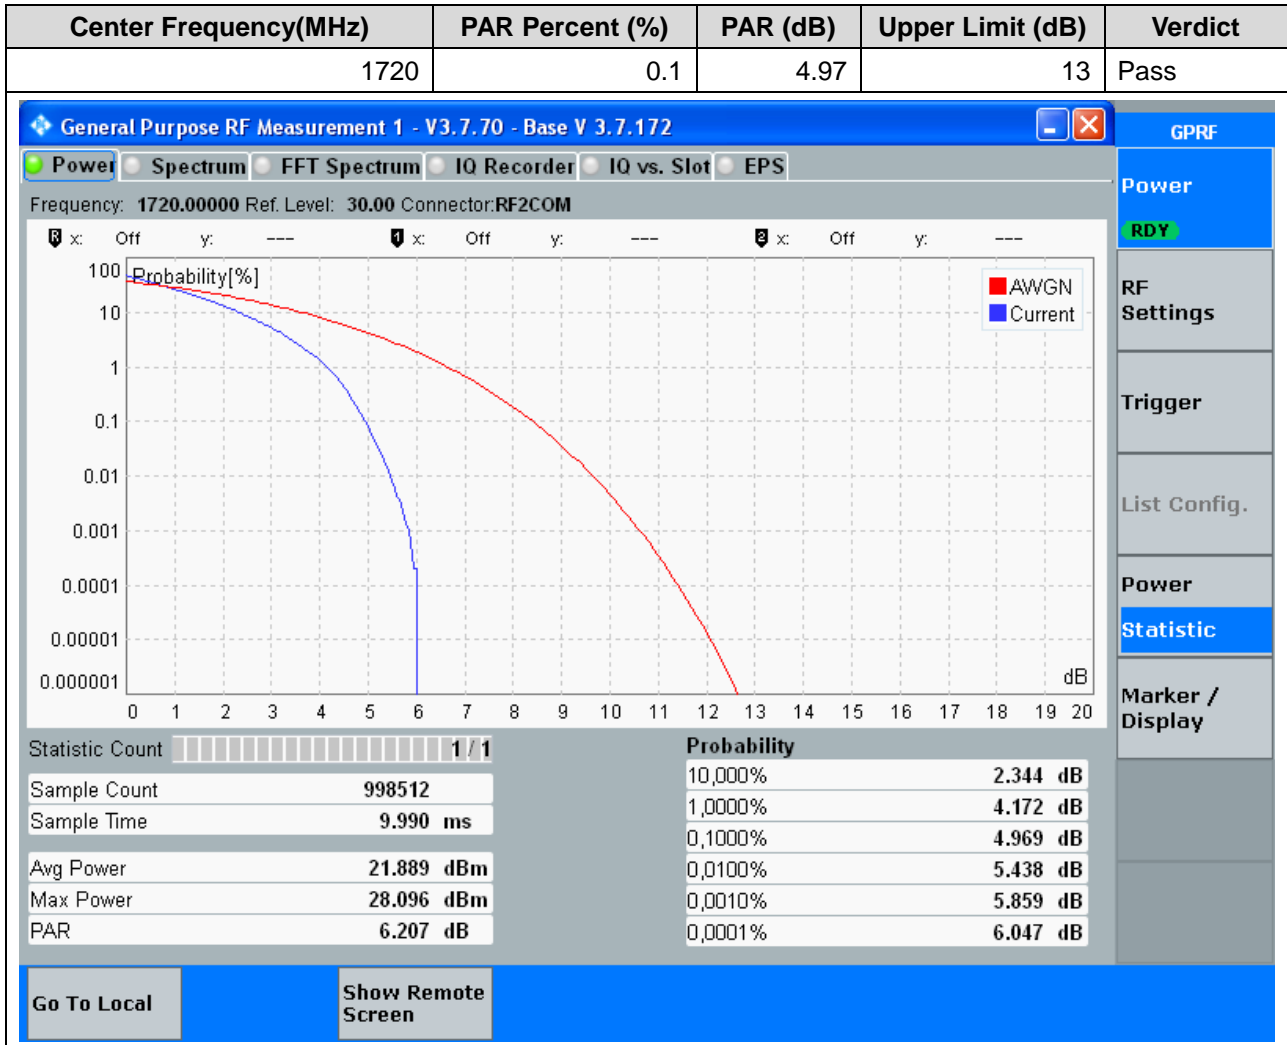 Center Frequency(MHz) PAR Percent (%) PAR (dB) Upper Limit (dB) Verdict
1720 0.1 4.97 13 Pass
General Purpose RF Measurement 1 - V3.7.70 - Base V 3.7.172
GPRF
Power Spectrum FFT Spectrum IQ Recorder IQ vs. Slot EPS
Frequency: 1720.00000 Ref. Level: 30.00 Connector:RF2COM
Power
RDY
R x: Off y: --- 1 x: Off y: --- 2 x: Off y: ---
Probability[%]
AWGN
Current
100
10
1
0.1
0.01
0.001
0.0001
0.00001
0.000001
dB
0 1 2 3 4 5 6 7 8 9 10 11 12 13 14 15 16 17 18 19 20
RF
Settings
Trigger
List Config.
Power
Statistic
Marker /
Display
Statistic Count 1 / 1
Sample Count 998512
Sample Time 9.990 ms
Avg Power 21.889 dBm
Max Power 28.096 dBm
PAR 6.207 dB
Probability
10,000% 2.344 dB
1,0000% 4.172 dB
0,1000% 4.969 dB
0,0100% 5.438 dB
0,0010% 5.859 dB
0,0001% 6.047 dB
Go To Local
Show Remote
Screen